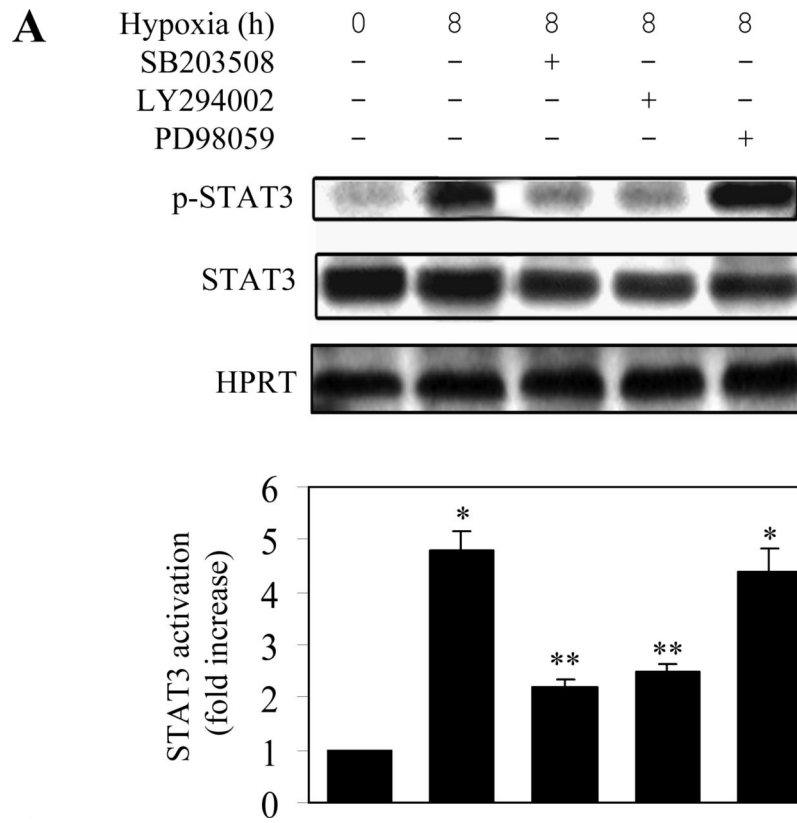 A
Hypoxia (h) 0 8 8 8 8
SB203508 – – + – –
LY294002 – – – + –
PD98059 – – – – +
p-STAT3
STAT3
HPRT
STAT3 activation
(fold increase)
6
5
4
3
2
1
0
*
**
**
*